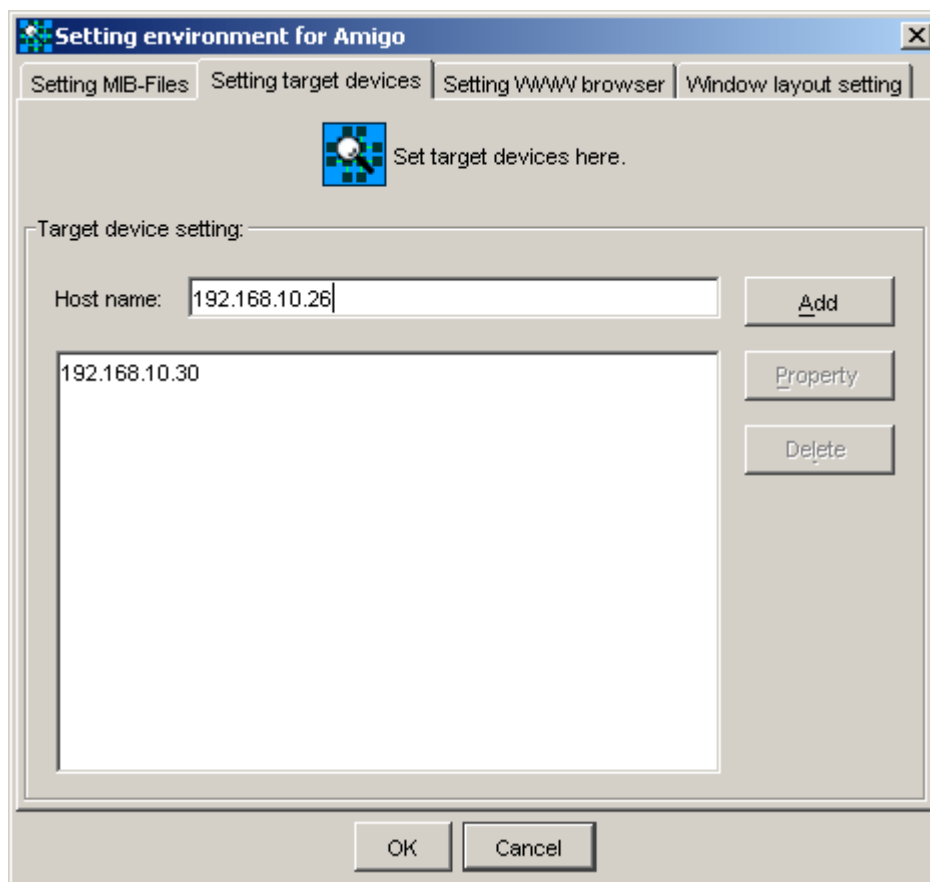 Setting environment for Amigo
Setting MIB-Files Setting target devices Setting WWW browser Window layout setting
Set target devices here.
Target device setting:
Host name: 192.168.10.26 Add
192.168.10.30
Property
Delete
OK Cancel